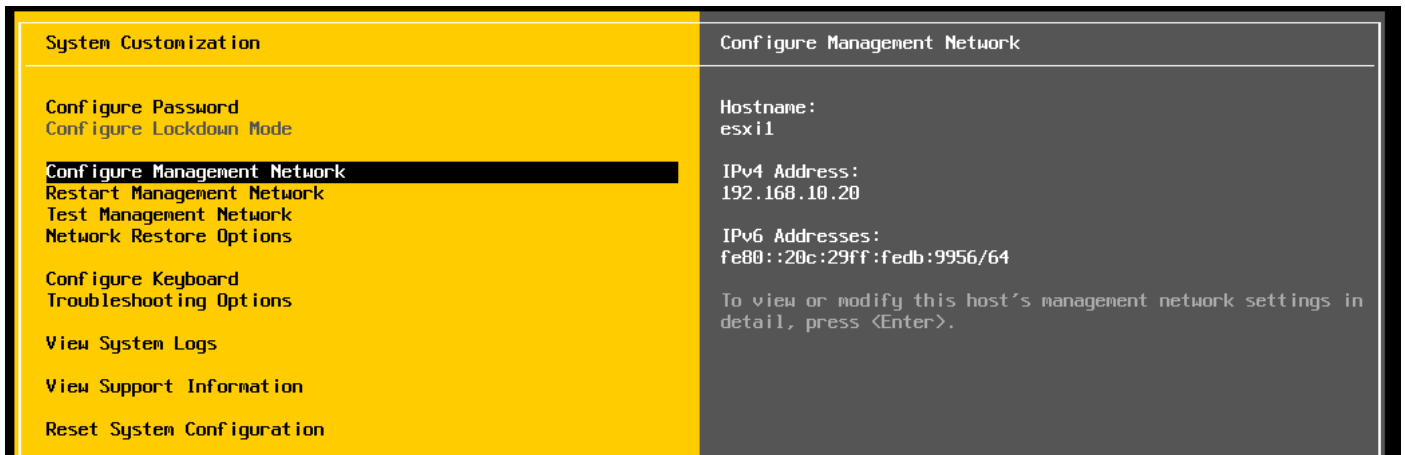 System Customization
Configure Password
Configure Lockdown Mode
Configure Management Network
Restart Management Network
Test Management Network
Network Restore Options
Configure Keyboard
Troubleshooting Options
View System Logs
View Support Information
Reset System Configuration
Configure Management Network
Hostname:
esxi1
IPv4 Address:
192.168.10.20
IPv6 Addresses:
fe80::20c:29ff:fedb:9956/64
To view or modify this host's management network settings in
detail, press <Enter>.